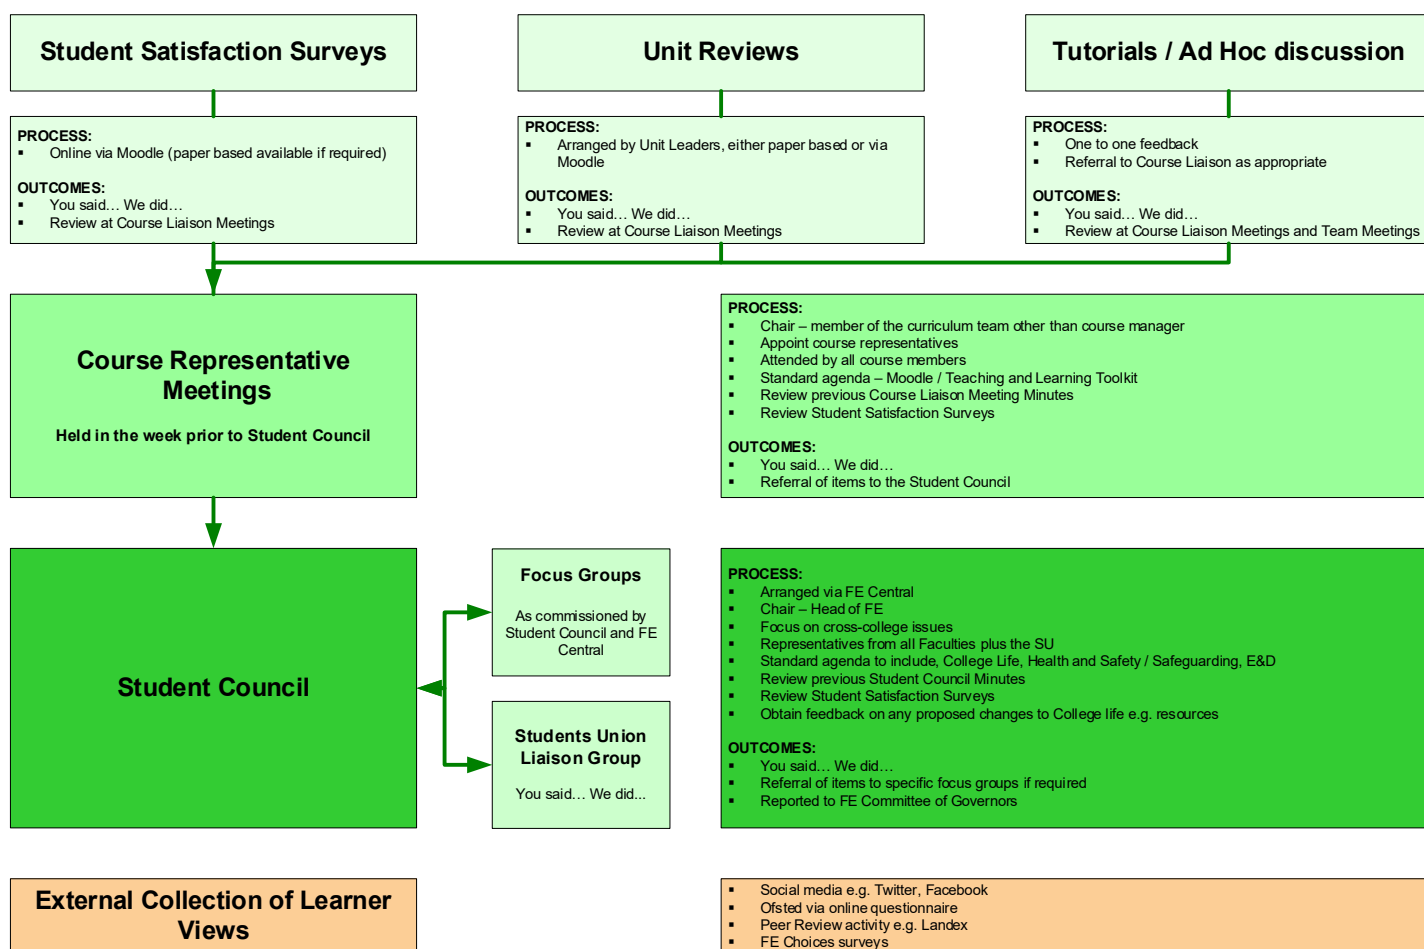 Student Satisfaction Surveys
Unit Reviews
Tutorials / Ad Hoc discussion
PROCESS:
▪ Online via Moodle (paper based available if required)
OUTCOMES:
▪ You said… We did…
▪ Review at Course Liaison Meetings
PROCESS:
▪ Arranged by Unit Leaders, either paper based or via
Moodle
OUTCOMES:
▪ You said… We did…
▪ Review at Course Liaison Meetings
PROCESS:
▪ One to one feedback
▪ Referral to Course Liaison as appropriate
OUTCOMES:
▪ You said… We did…
▪ Review at Course Liaison Meetings and Team Meetings
Course Representative
Meetings
Held in the week prior to Student Council
PROCESS:
▪ Chair – member of the curriculum team other than course manager
▪ Appoint course representatives
▪ Attended by all course members
▪ Standard agenda – Moodle / Teaching and Learning Toolkit
▪ Review previous Course Liaison Meeting Minutes
▪ Review Student Satisfaction Surveys
OUTCOMES:
▪ You said… We did…
▪ Referral of items to the Student Council
Student Council
Focus Groups
As commissioned by
Student Council and FE
Central
Students Union
Liaison Group
You said… We did...
PROCESS:
▪ Arranged via FE Central
▪ Chair – Head of FE
▪ Focus on cross-college issues
▪ Representatives from all Faculties plus the SU
▪ Standard agenda to include, College Life, Health and Safety / Safeguarding, E&D
▪ Review previous Student Council Minutes
▪ Review Student Satisfaction Surveys
▪ Obtain feedback on any proposed changes to College life e.g. resources
OUTCOMES:
▪ You said… We did…
▪ Referral of items to specific focus groups if required
▪ Reported to FE Committee of Governors
External Collection of Learner
Views
▪ Social media e.g. Twitter, Facebook
▪ Ofsted via online questionnaire
▪ Peer Review activity e.g. Landex
▪ FE Choices surveys